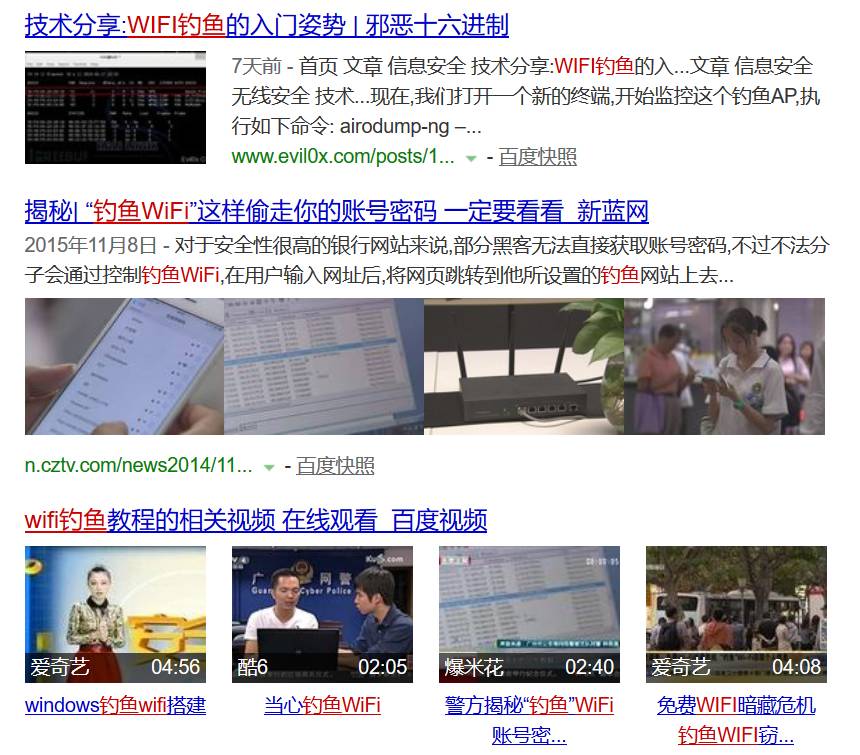 技术分享:WIFI钓鱼的入门姿势 | 邪恶十六进制
7天前 - 首页 文章 信息安全 技术分享:WIFI钓鱼的入...文章 信息安全
无线安全 技术...现在,我们打开一个新的终端,开始监控这个钓鱼AP,执
行如下命令: airodump-ng –...
www.evil0x.com/posts/1... - 百度快照
揭秘| “钓鱼WiFi”这样偷走你的账号密码 一定要看看_新蓝网
2015年11月8日 - 对于安全性很高的银行网站来说,部分黑客无法直接获取账号密码,不过不法分
子会通过控制钓鱼WiFi,在用户输入网址后,将网页跳转到他所设置的钓鱼网站上去...
n.cztv.com/news2014/11... - 百度快照
wifi钓鱼教程的相关视频 在线观看_百度视频
广 网警
Cyber Police
爱奇艺 04:56
酷6 02:05
爆米花 02:40
爱奇艺 04:08
windows钓鱼wifi搭建
当心钓鱼WiFi
警方揭秘“钓鱼”WiFi
账号密...
免费WIFI暗藏危机
钓鱼WIFI窃...